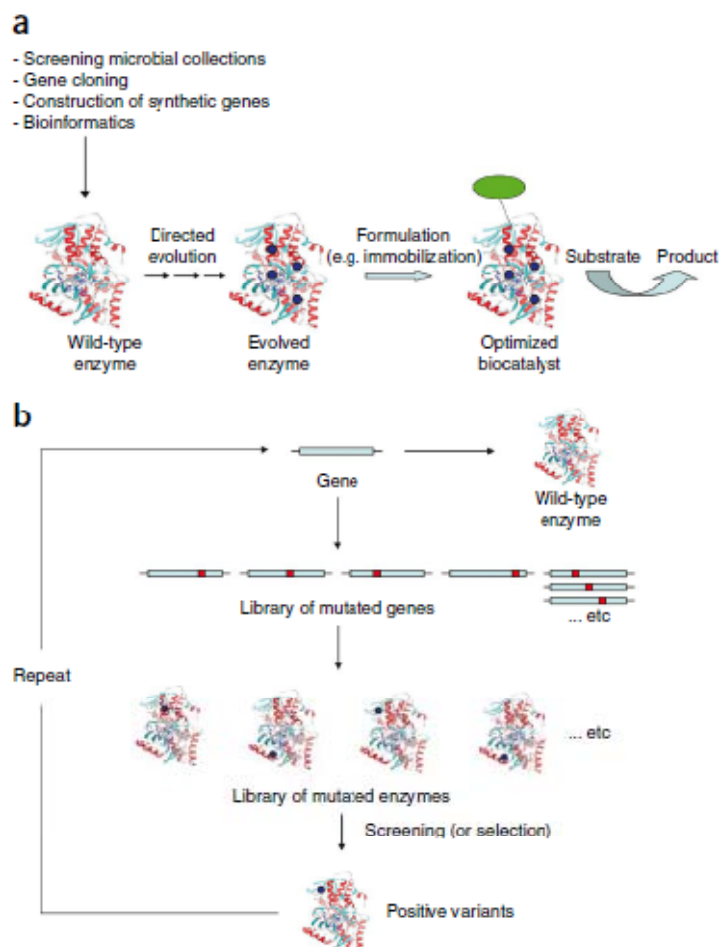 a
- Screening microbial collections
- Gene cloning
- Construction of synthetic genes
- Bioinformatics
Directed
evolution
Formulation
(e.g. immobilization)
Substrate
Product
Wild-type
enzyme
Evolved
enzyme
Optimized
biocatalyst
b
Gene
Wild-type
enzyme
Library of mutated genes
... etc
Repeat
... etc
Library of mutated enzymes
Screening (or selection)
Positive variants